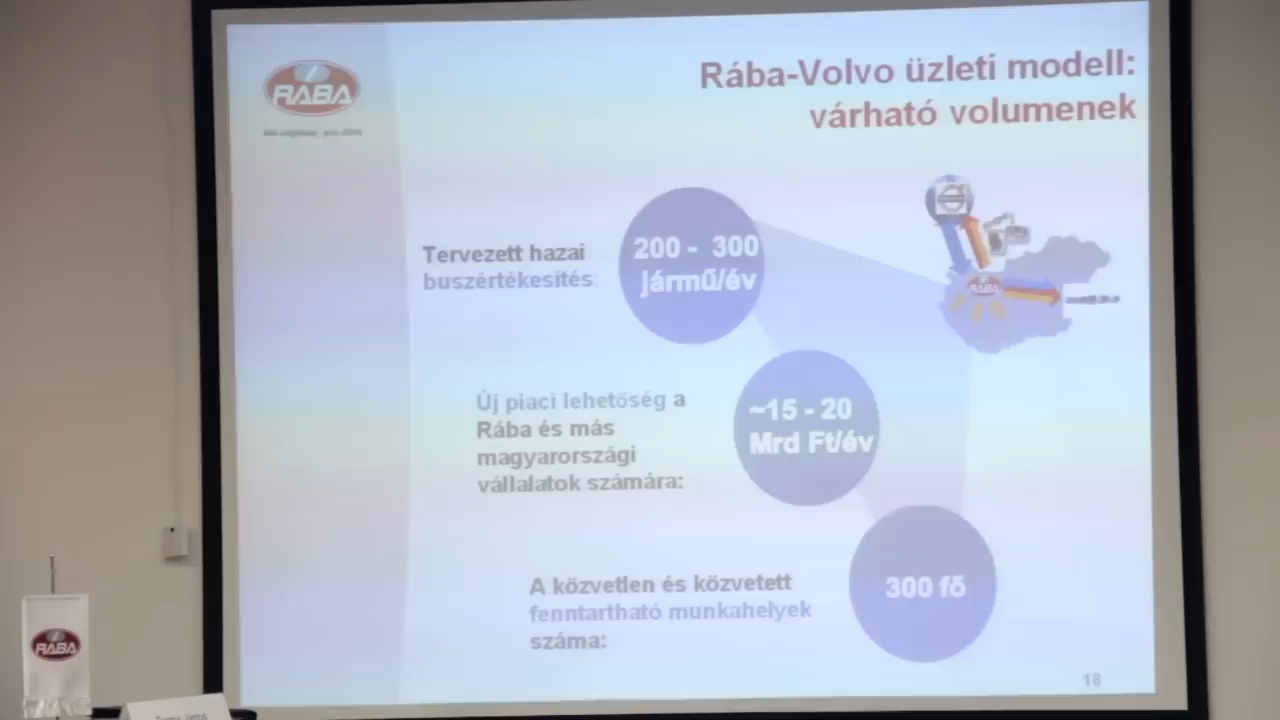 RÁBA
Rába-Volvo üzleti modell:
várható volumenek
Tervezett hazai
buszértékesítés:
200 - 300
jármű/év
RÁBA
Új piaci lehetőség a
Rába és más
magyarországi
vállalatok számára:
~15 - 20
Mrd Ft/év
A közvetlen és közvetett
fenntartható munkahelyek
száma:
300 fő
18
RÁBA